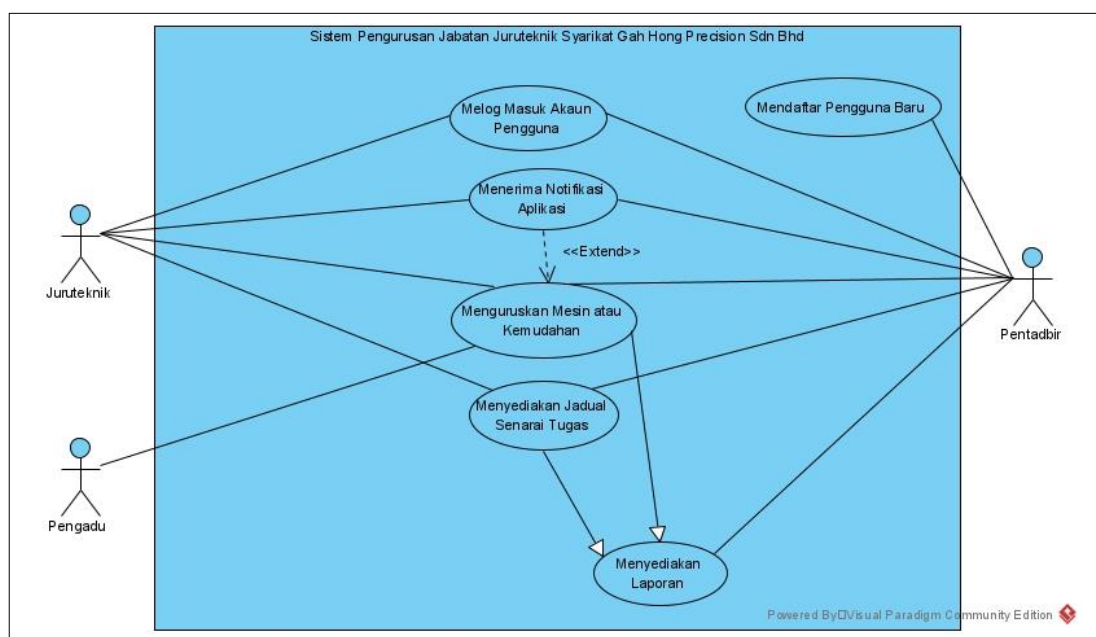 Sistem Pengurusan Jabatan Juruteknik Syarikat Gah Hong Precision Sdn Bhd
Melog Masuk Akaun
Pengguna
Mendaftar Pengguna Baru
Menerima Notifikasi
Aplikasi
<<Extend>>
Juruteknik
Menguruskan Mesin atau
Kemudahan
Pentadbir
Menyediakan Jadual
Senarai Tugas
Pengadu
Menyediakan
Laporan
Powered By□Visual Paradigm Community Edition